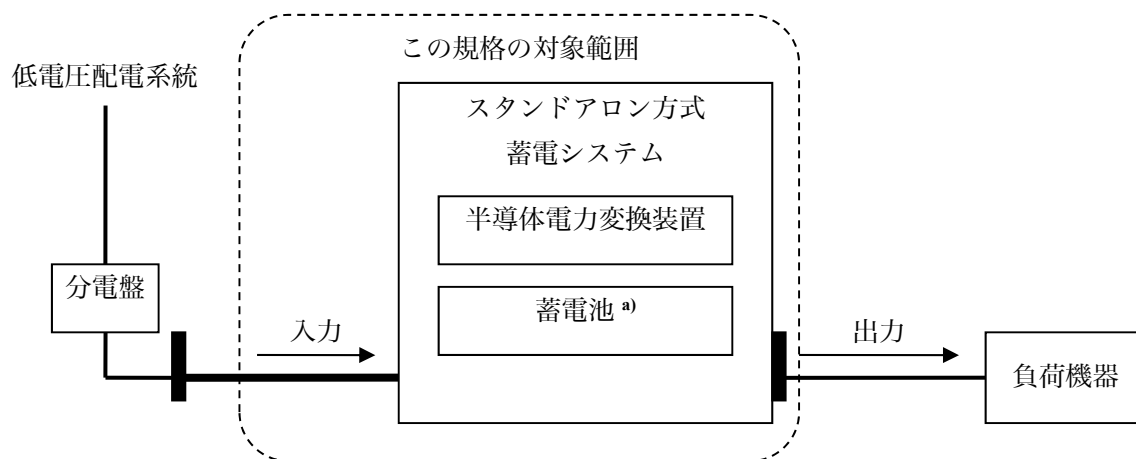 この規格の対象範囲
低電圧配電系統
スタンドアロン方式
蓄電システム
半導体電力変換装置
分電盤
蓄電池 a)
入力
出力
負荷機器